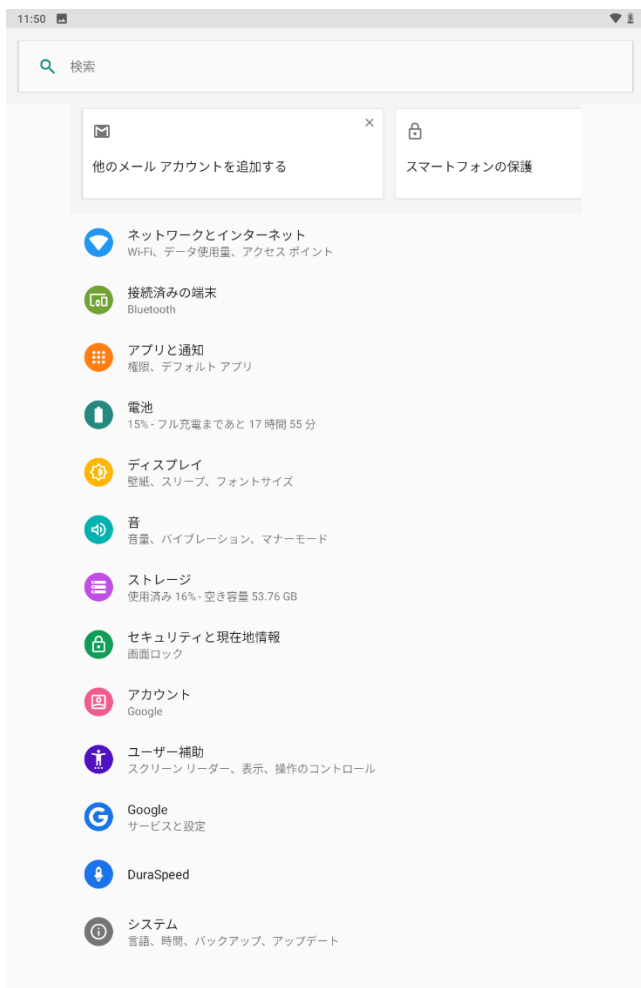 11:50
検索
他のメール アカウントを追加する
スマートフォンの保護
ネットワークとインターネット
Wi-Fi、データ使用量、アクセス ポイント
接続済みの端末
Bluetooth
アプリと通知
権限、デフォルト アプリ
電池
15% - フル充電まであと 17 時間 55 分
ディスプレイ
壁紙、スリープ、フォントサイズ
音
音量、バイブレーション、マナーモード
ストレージ
使用済み 16% - 空き容量 53.76 GB
セキュリティと現在地情報
画面ロック
アカウント
Google
ユーザー補助
スクリーン リーダー、表示、操作のコントロール
Google
サービスと設定
DuraSpeed
システム
言語、時間、バックアップ、アップデート